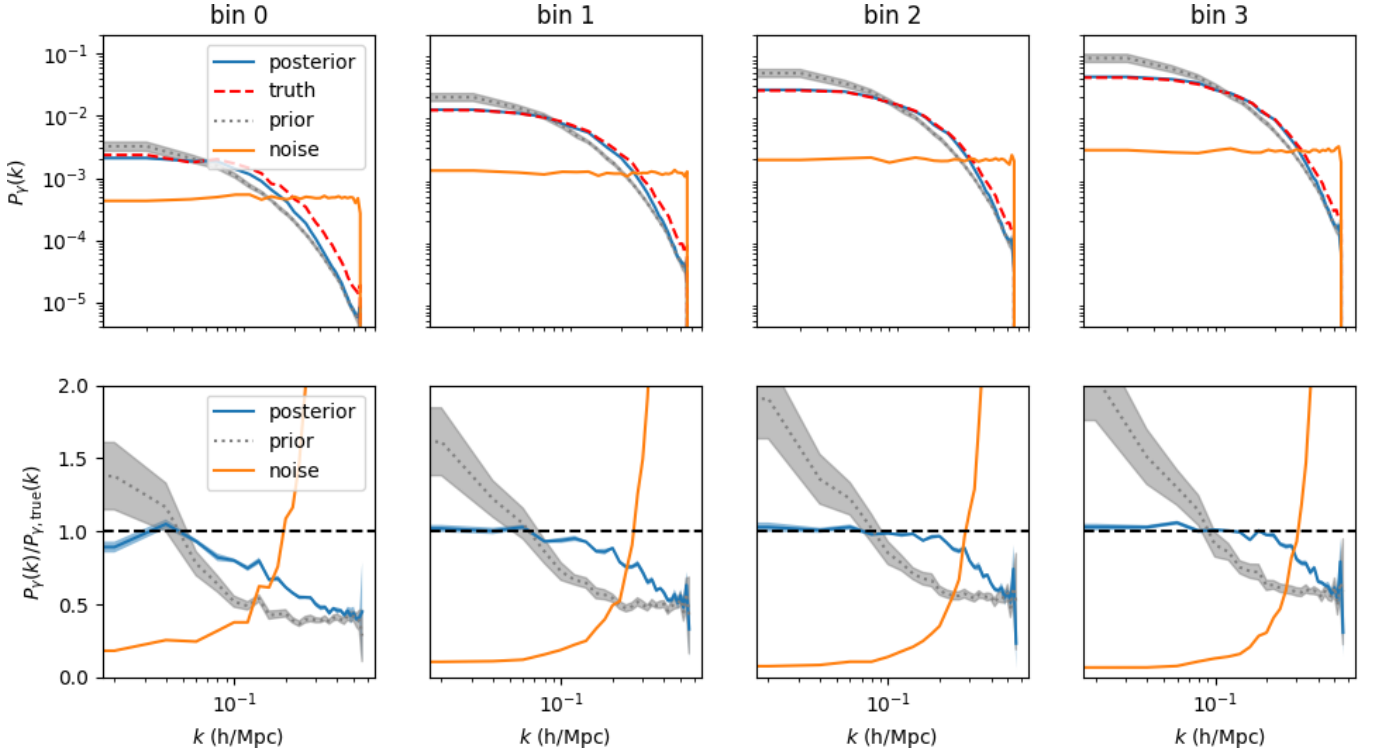 bin 0 bin 1 bin 2 bin 3
posterior
truth
prior
noise
P_γ(k)
10⁻¹
10⁻²
10⁻³
10⁻⁴
10⁻⁵
posterior
prior
noise
P_γ(k)/P_γ,true(k)
2.0
1.5
1.0
0.5
0.0
10⁻¹ 10⁻¹ 10⁻¹ 10⁻¹
k (h/Mpc) k (h/Mpc) k (h/Mpc) k (h/Mpc)